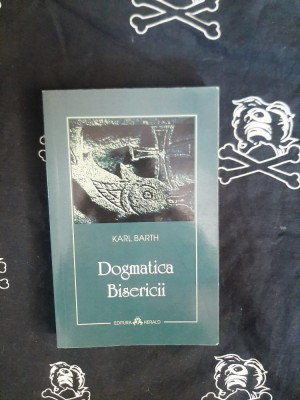 KARL BARTH
Dogmatica
Bisericii
EDITURA HERALD